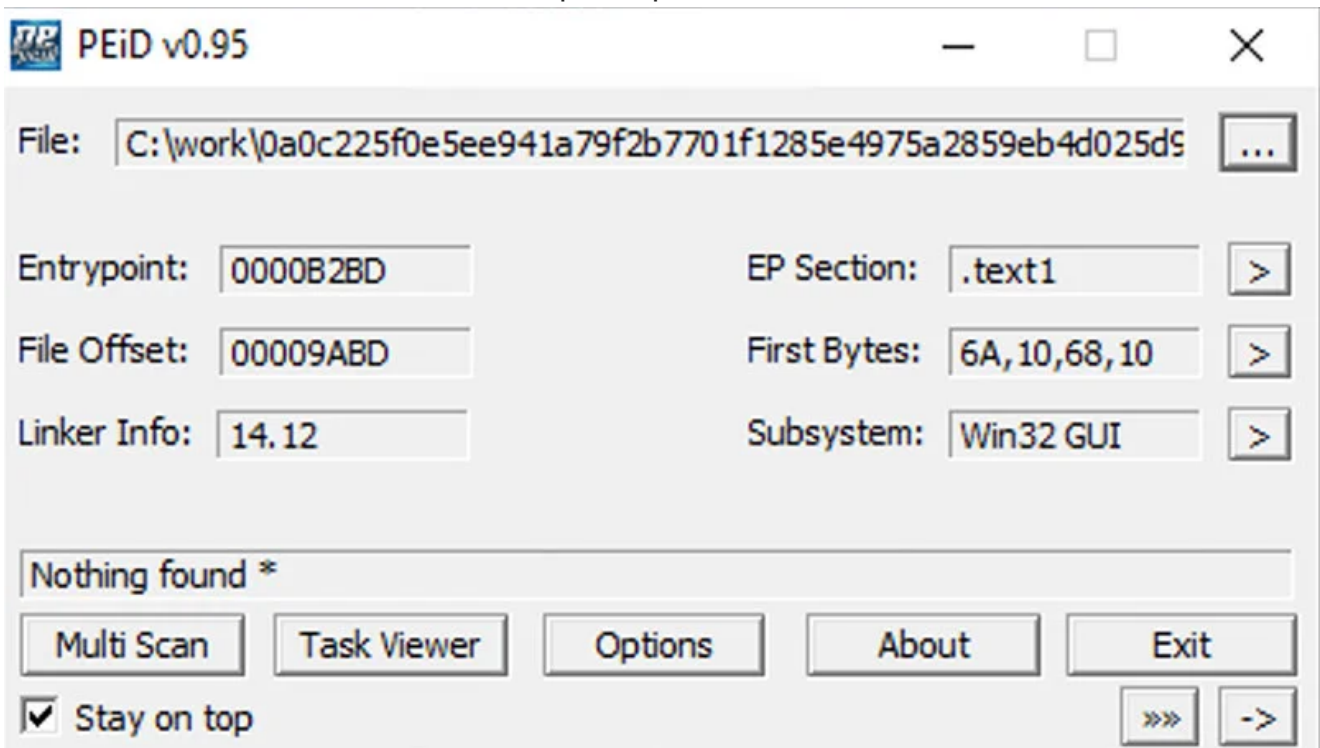 PEiD v0.95
File: C:\work\0a0c225f0e5ee941a79f2b7701f1285e4975a2859eb4d025d9 ...
Entrypoint: 0000B2BD EP Section: .text1 >
File Offset: 00009ABD First Bytes: 6A,10,68,10 >
Linker Info: 14.12 Subsystem: Win32 GUI >
Nothing found *
Multi Scan Task Viewer Options About Exit
Stay on top »» ->